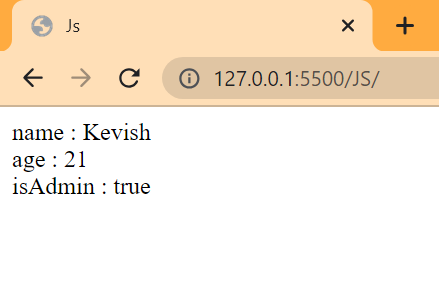 Js
127.0.0.1:5500/JS/
name : Kevish
age : 21
isAdmin : true